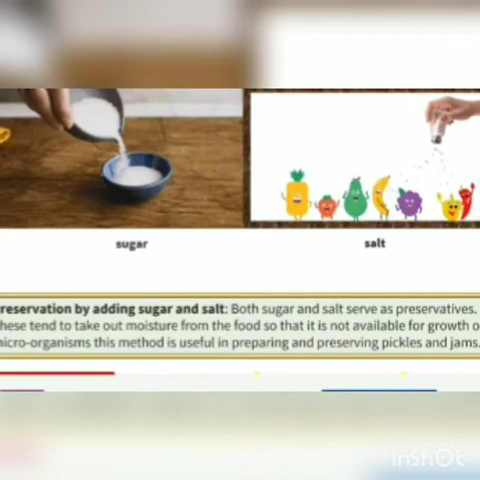 sugar
salt
reservation by adding sugar and salt: Both sugar and salt serve as preservatives.
hese tend to take out moisture from the food so that it is not available for growth o
micro-organisms this method is useful in preparing and preserving pickles and jams.
InShOt